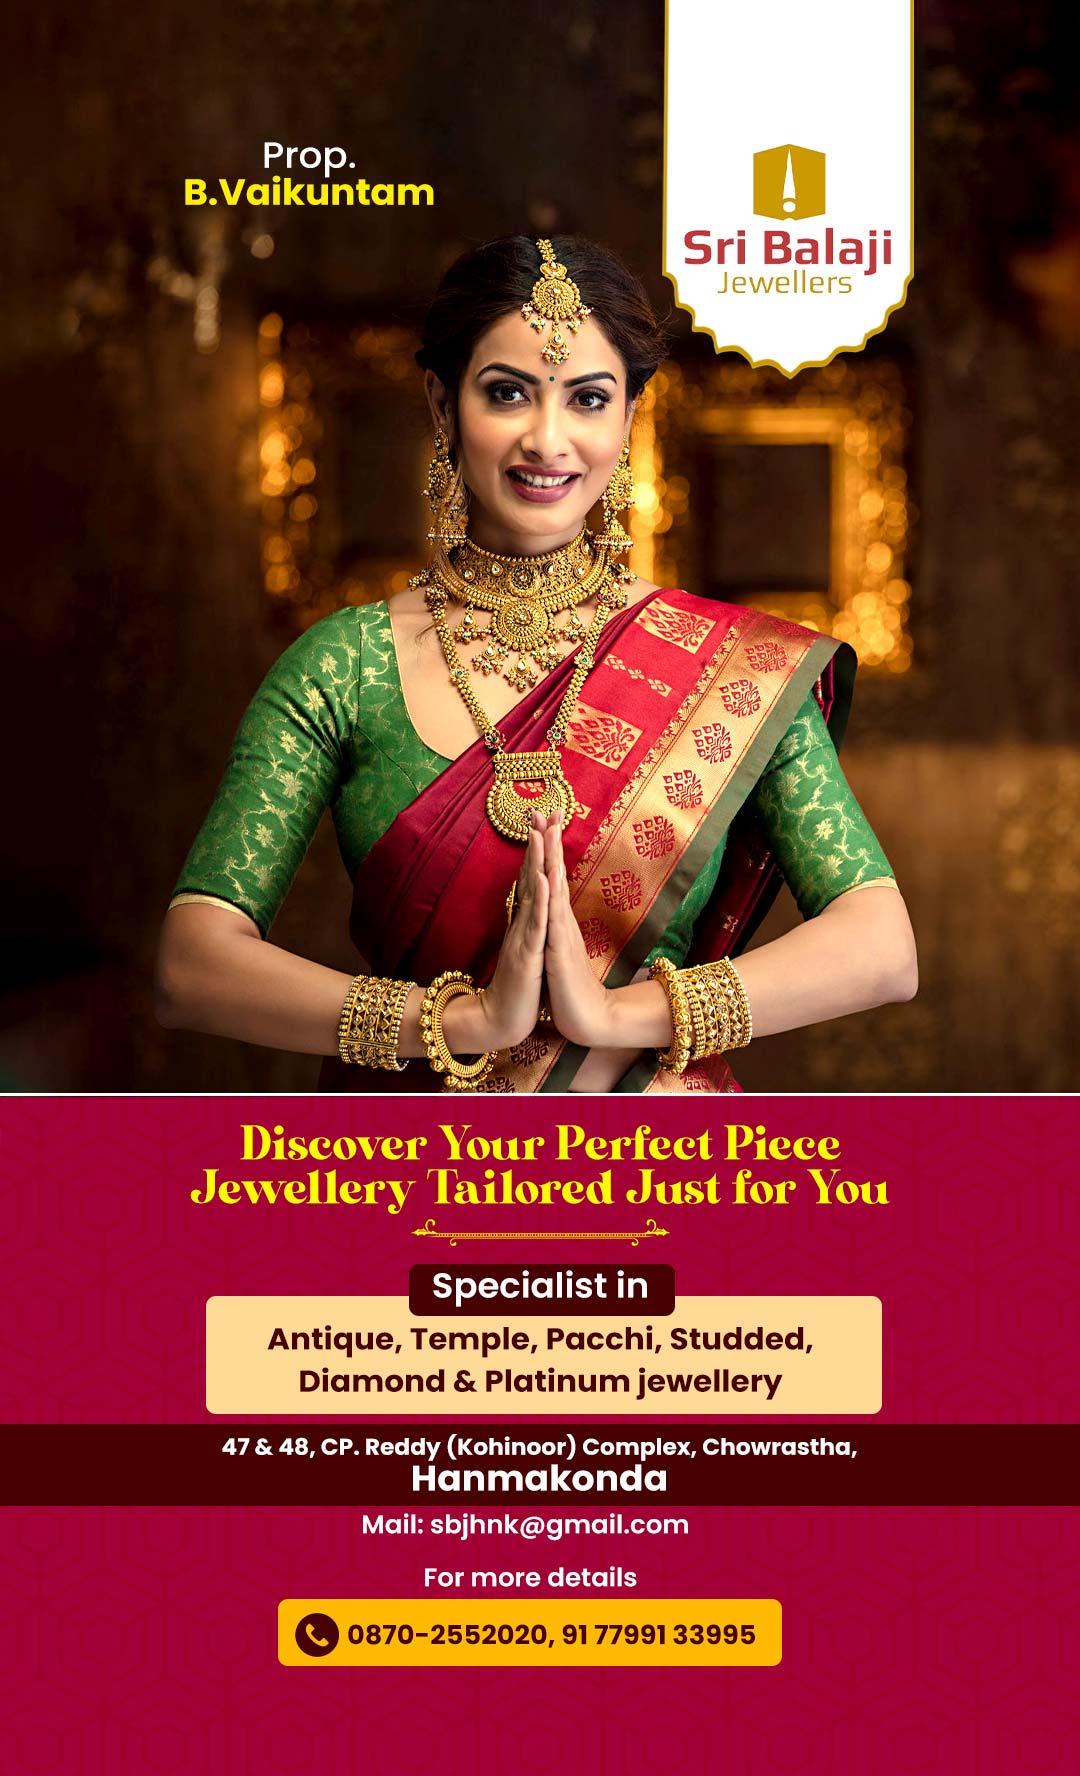 Prop.
B.Vaikuntam
Sri Balaji
Jewellers
Discover Your Perfect Piece
Jewellery Tailored Just for You
Specialist in
Antique, Temple, Pacchi, Studded,
Diamond & Platinum jewellery
47 & 48, CP. Reddy (Kohinoor) Complex, Chowrastha,
Hanmakonda
Mail: sbjhnk@gmail.com
For more details
0870-2552020, 91 77991 33995